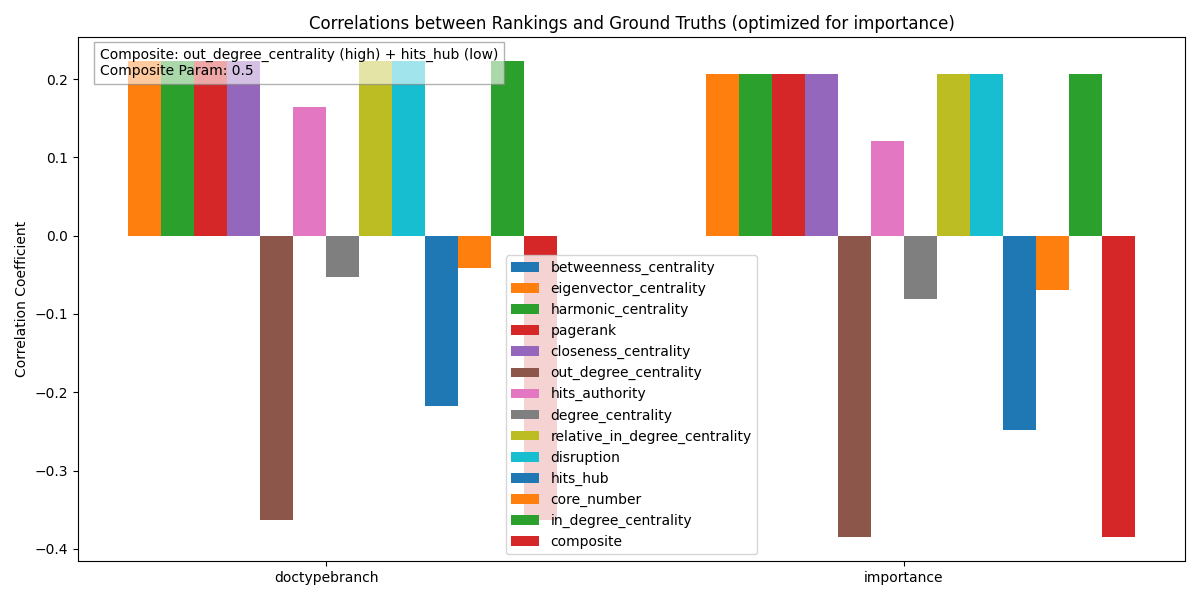 Correlations between Rankings and Ground Truths (optimized for importance)
Composite: out_degree_centrality (high) + hits_hub (low)
Composite Param: 0.5
Correlation Coefficient
0.2
0.1
0.0
−0.1
−0.2
−0.3
−0.4
betweenness_centrality
eigenvector_centrality
harmonic_centrality
pagerank
closeness_centrality
out_degree_centrality
hits_authority
degree_centrality
relative_in_degree_centrality
disruption
hits_hub
core_number
in_degree_centrality
composite
doctypebranch
importance